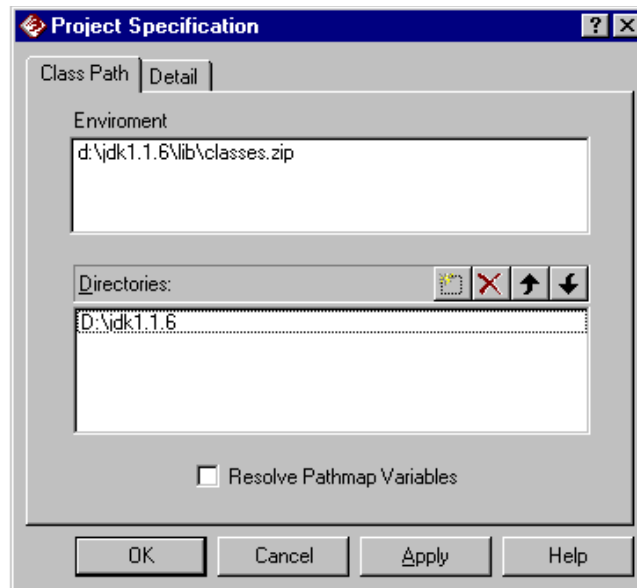 Project Specification
Class Path Detail
Enviroment
d:\jdk1.1.6\lib\classes.zip
Directories:
D:\jdk1.1.6
Resolve Pathmap Variables
OK Cancel Apply Help